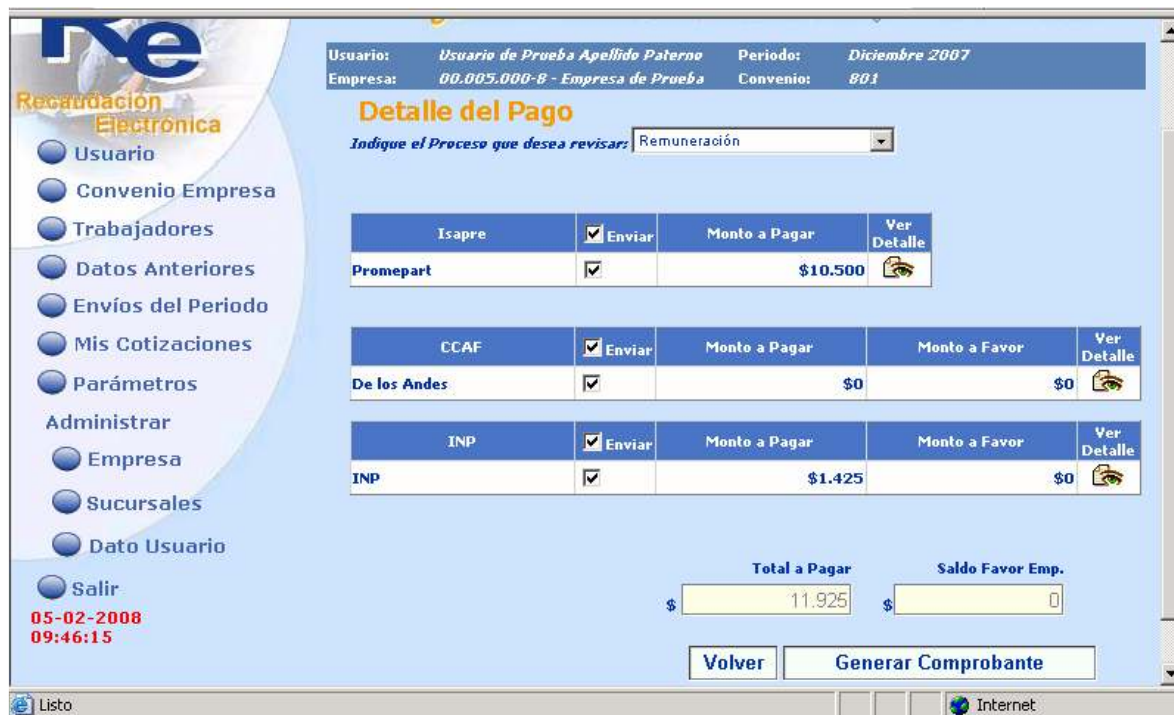 Re
Recaudación
Electrónica
Usuario
Convenio Empresa
Trabajadores
Datos Anteriores
Envíos del Periodo
Mis Cotizaciones
Parámetros
Administrar
Empresa
Sucursales
Dato Usuario
Salir
05-02-2008
09:46:15
Usuario: Usuario de Prueba Apellido Paterno Periodo: Diciembre 2007
Empresa: 00.005.000-8 - Empresa de Prueba Convenio: 801
Detalle del Pago
Indique el Proceso que desea revisar: Remuneración
Isapre Enviar Monto a Pagar Ver Detalle
Promepart $10.500
CCAF Enviar Monto a Pagar Monto a Favor Ver Detalle
De los Andes $0 $0
INP Enviar Monto a Pagar Monto a Favor Ver Detalle
INP $1.425 $0
Total a Pagar Saldo Favor Emp.
$ 11.925 $ 0
Volver Generar Comprobante
Listo Internet